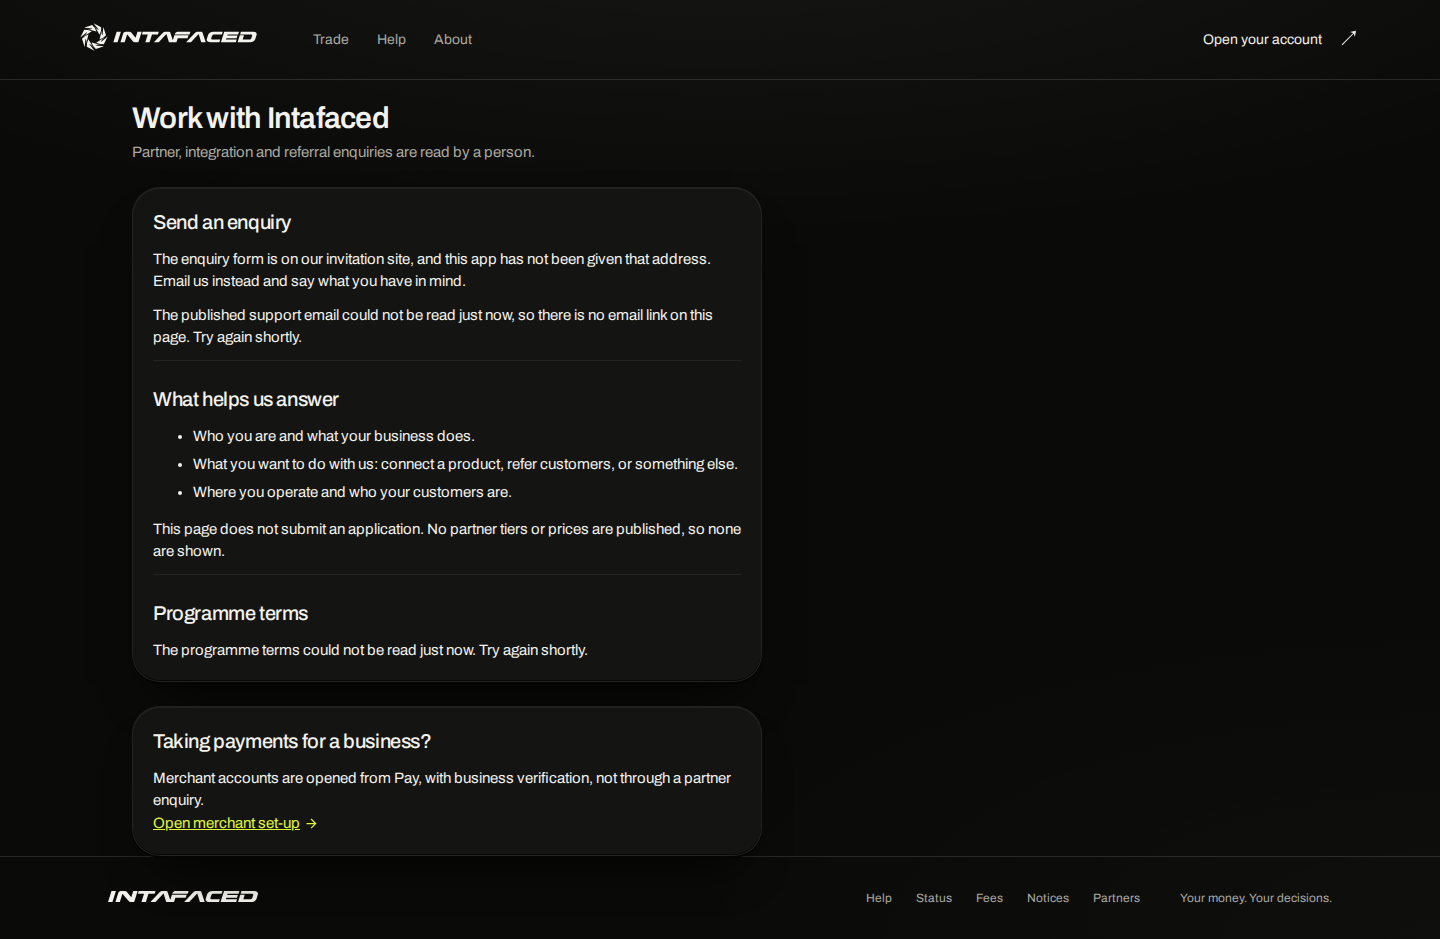 INTAFACED
Trade
Help
About
Open your account
Work with Intafaced
Partner, integration and referral enquiries are read by a person.
Send an enquiry
The enquiry form is on our invitation site, and this app has not been given that address.
Email us instead and say what you have in mind.
The published support email could not be read just now, so there is no email link on this
page. Try again shortly.
What helps us answer
• Who you are and what your business does.
• What you want to do with us: connect a product, refer customers, or something else.
• Where you operate and who your customers are.
This page does not submit an application. No partner tiers or prices are published, so none
are shown.
Programme terms
The programme terms could not be read just now. Try again shortly.
Taking payments for a business?
Merchant accounts are opened from Pay, with business verification, not through a partner
enquiry.
Open merchant set-up →
INTAFACED
Help
Status
Fees
Notices
Partners
Your money. Your decisions.